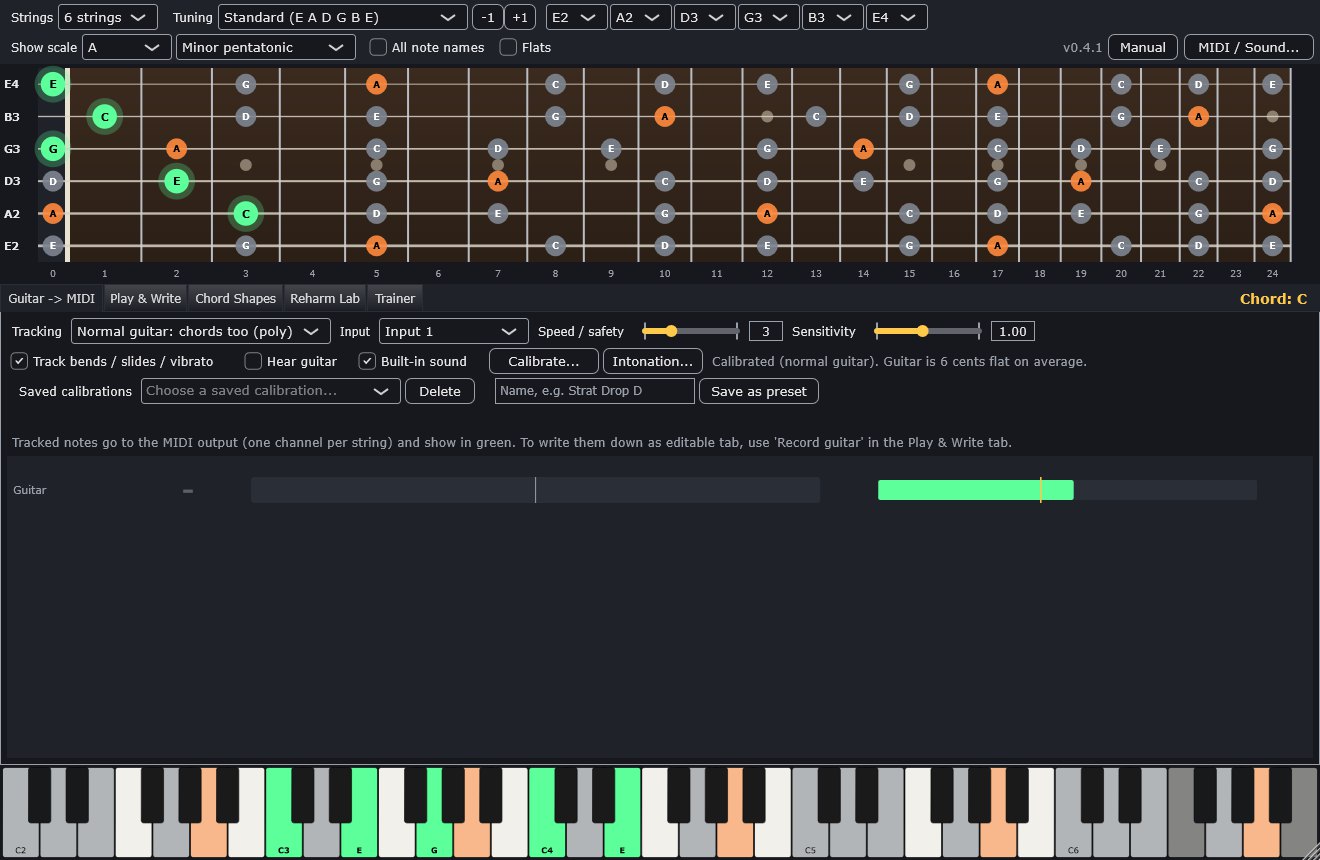 Strings 6 strings Tuning Standard (E A D G B E) -1 +1 E2 A2 D3 G3 B3 E4
Show scale A Minor pentatonic All note names Flats v0.4.1 Manual MIDI / Sound...
E4 E G A C D E G A C D E
B3 C D E G A C D E G A
G3 G A C D E G A C D E G
D3 D E G A C D E G A C D
A2 A C D E G A C D E G A
E2 E G A C D E G A C D E
0 1 2 3 4 5 6 7 8 9 10 11 12 13 14 15 16 17 18 19 20 21 22 23 24
Guitar -> MIDI Play & Write Chord Shapes Reharm Lab Trainer Chord: C
Tracking Normal guitar: chords too (poly) Input Input 1 Speed / safety 3 Sensitivity 1.00
Track bends / slides / vibrato Hear guitar Built-in sound Calibrate... Intonation... Calibrated (normal guitar). Guitar is 6 cents flat on average.
Saved calibrations Choose a saved calibration... Delete Name, e.g. Strat Drop D Save as preset
Tracked notes go to the MIDI output (one channel per string) and show in green. To write them down as editable tab, use 'Record guitar' in the Play & Write tab.
Guitar
C2 C3 E G C4 E C5 C6